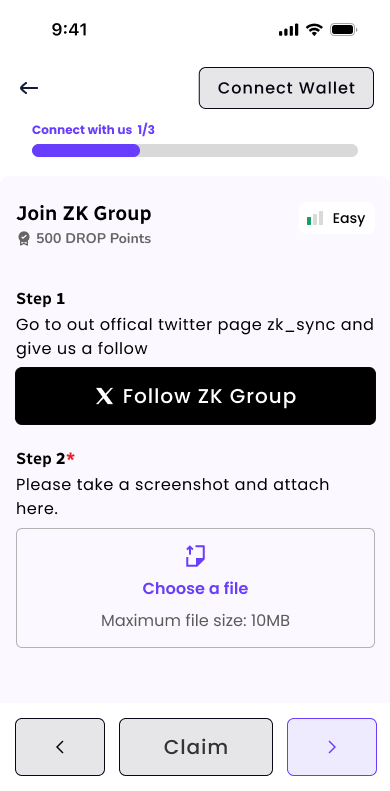 9:41
Connect Wallet
Connect with us 1/3
Join ZK Group
Easy
500 DROP Points
Step 1
Go to out offical twitter page zk_sync and
give us a follow
Follow ZK Group
Step 2*
Please take a screenshot and attach
here.
Choose a file
Maximum file size: 10MB
Claim